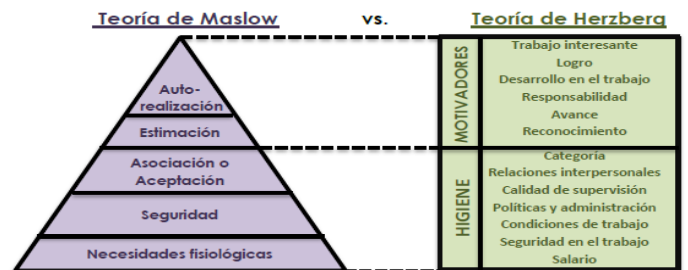 Teoría de Maslow vs. Teoría de Herzberg
Auto-
realización
Estimación
Asociación o
Aceptación
Seguridad
Necesidades fisiológicas
MOTIVADORES
Trabajo interesante
Logro
Desarrollo en el trabajo
Responsabilidad
Avance
Reconocimiento
HIGIENE
Categoría
Relaciones interpersonales
Calidad de supervisión
Políticas y administración
Condiciones de trabajo
Seguridad en el trabajo
Salario